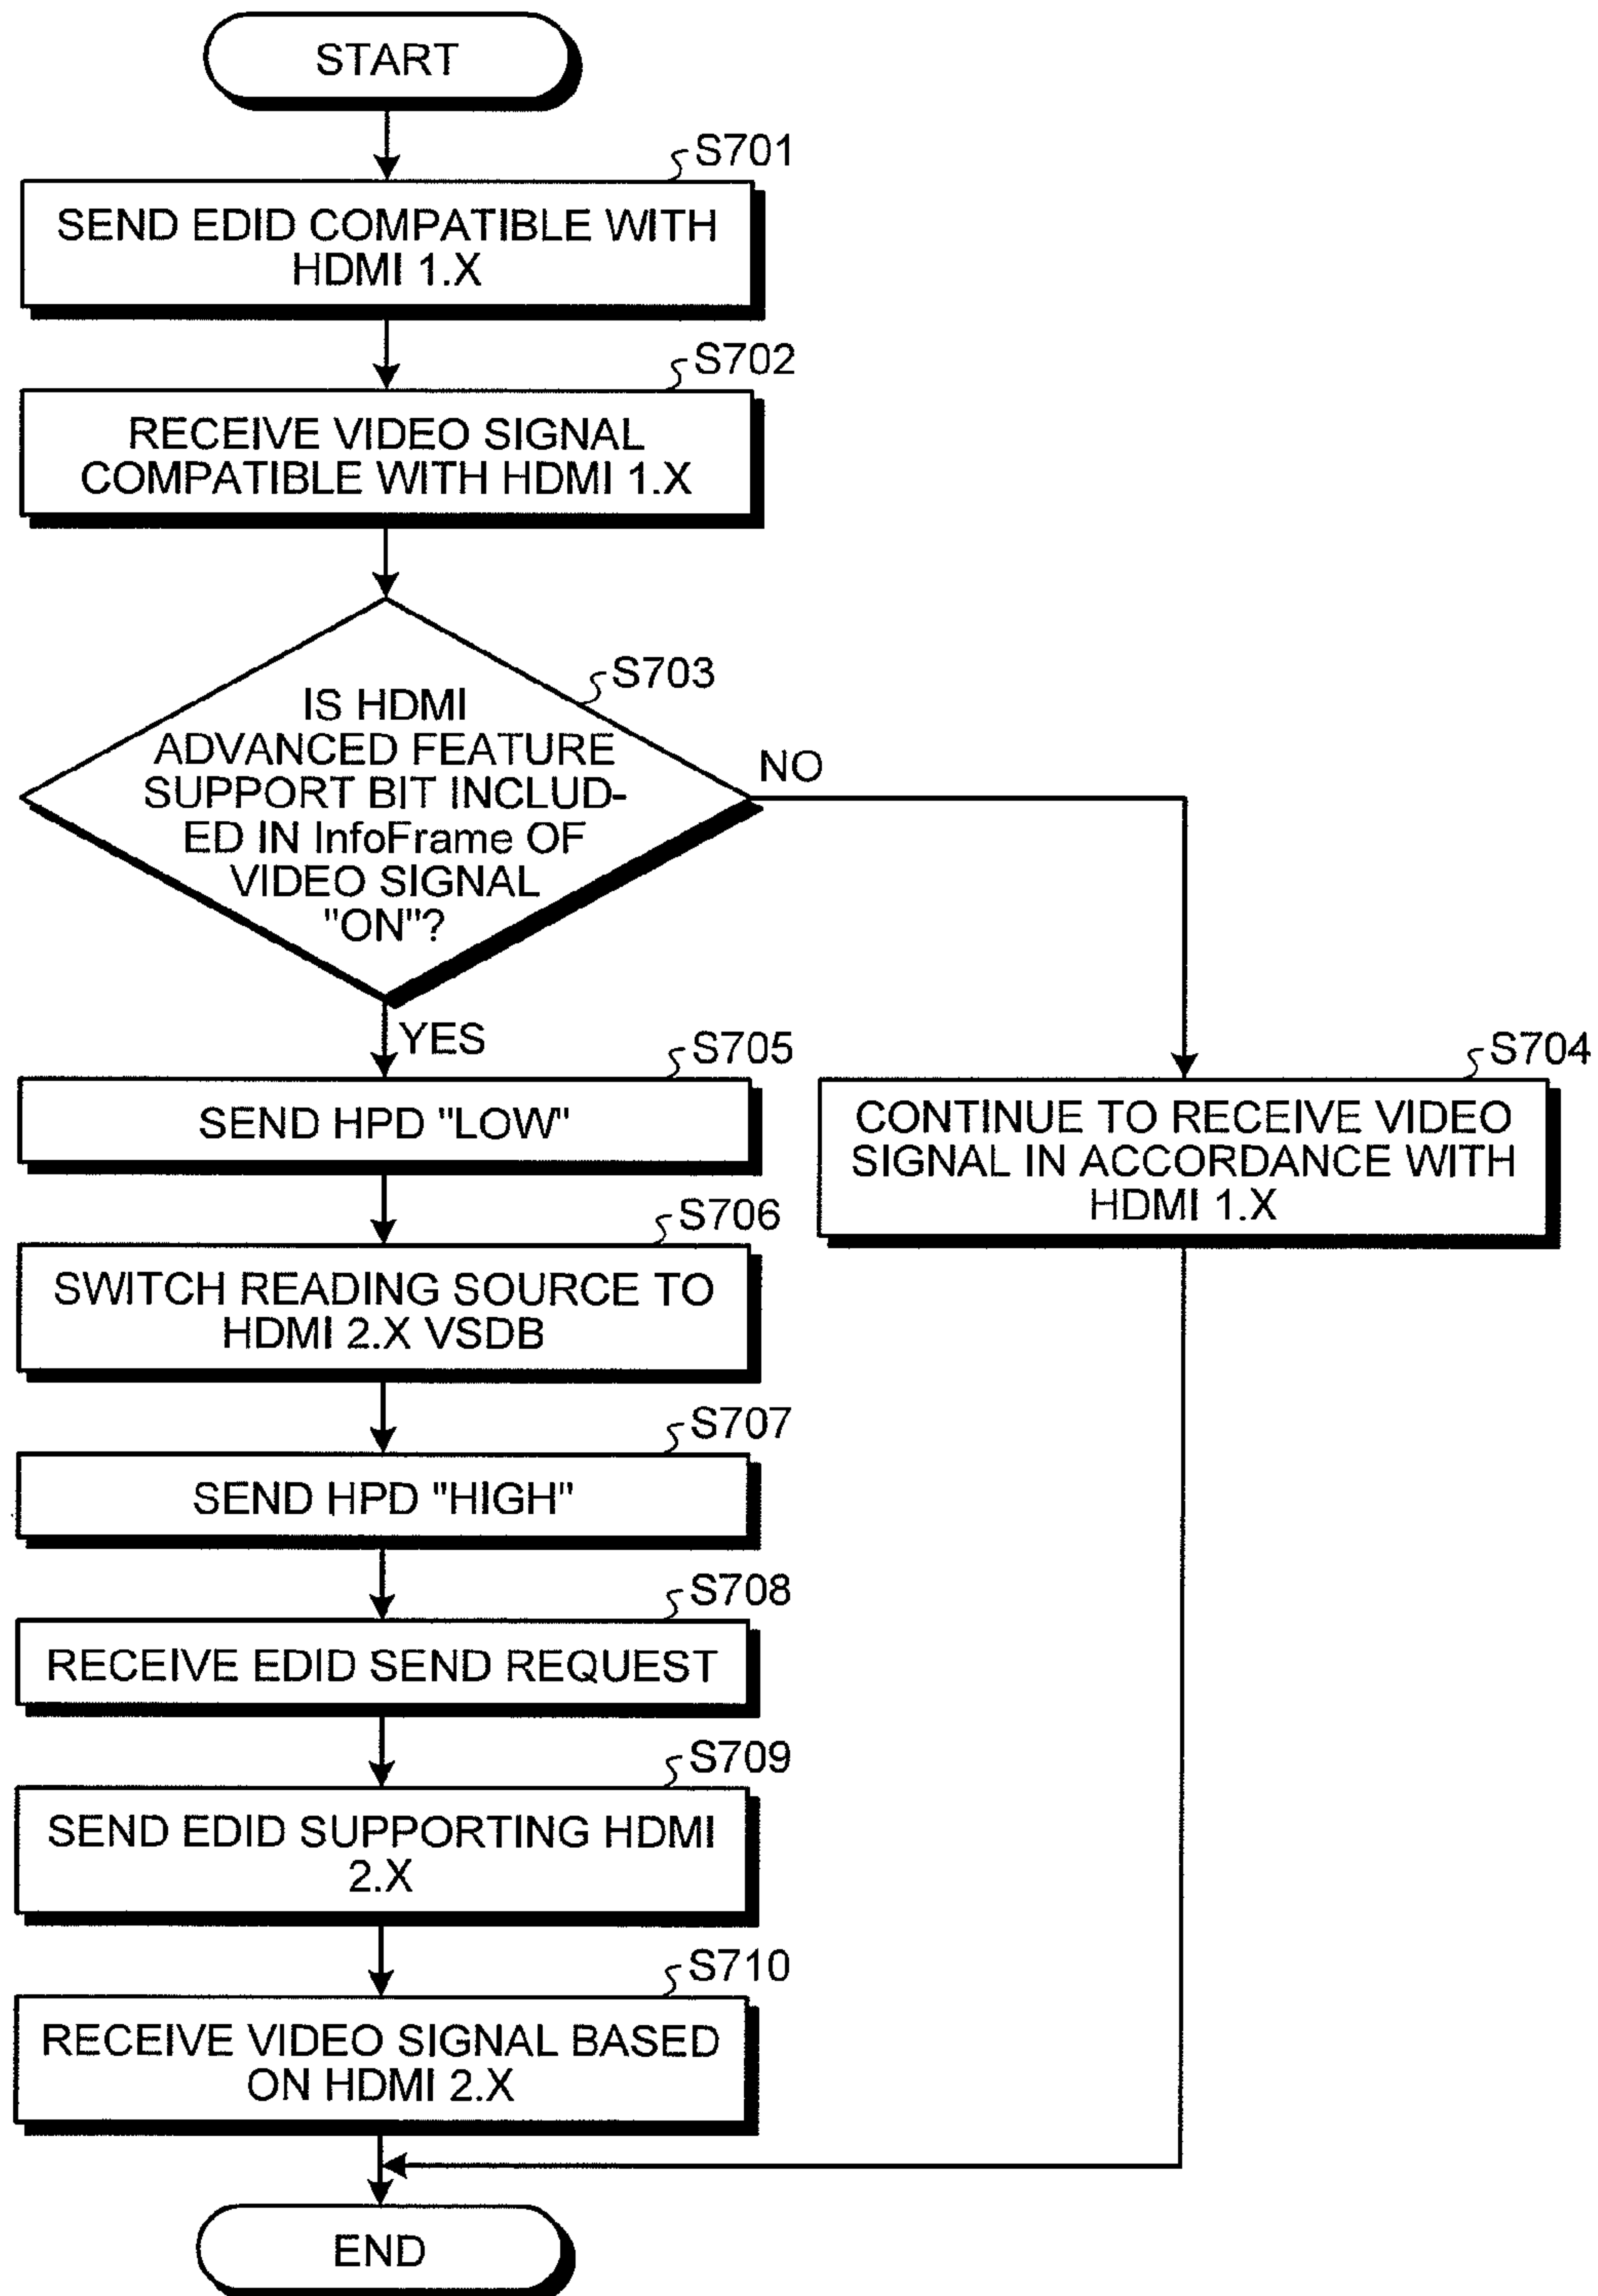 START
S701
SEND EDID COMPATIBLE WITH
HDMI 1.X
S702
RECEIVE VIDEO SIGNAL
COMPATIBLE WITH HDMI 1.X
S703
IS HDMI
ADVANCED FEATURE
SUPPORT BIT INCLUD-
ED IN InfoFrame OF
VIDEO SIGNAL
"ON"?
NO
YES
S705
SEND HPD "LOW"
S704
CONTINUE TO RECEIVE VIDEO
SIGNAL IN ACCORDANCE WITH
HDMI 1.X
S706
SWITCH READING SOURCE TO
HDMI 2.X VSDB
S707
SEND HPD "HIGH"
S708
RECEIVE EDID SEND REQUEST
S709
SEND EDID SUPPORTING HDMI
2.X
S710
RECEIVE VIDEO SIGNAL BASED
ON HDMI 2.X
END